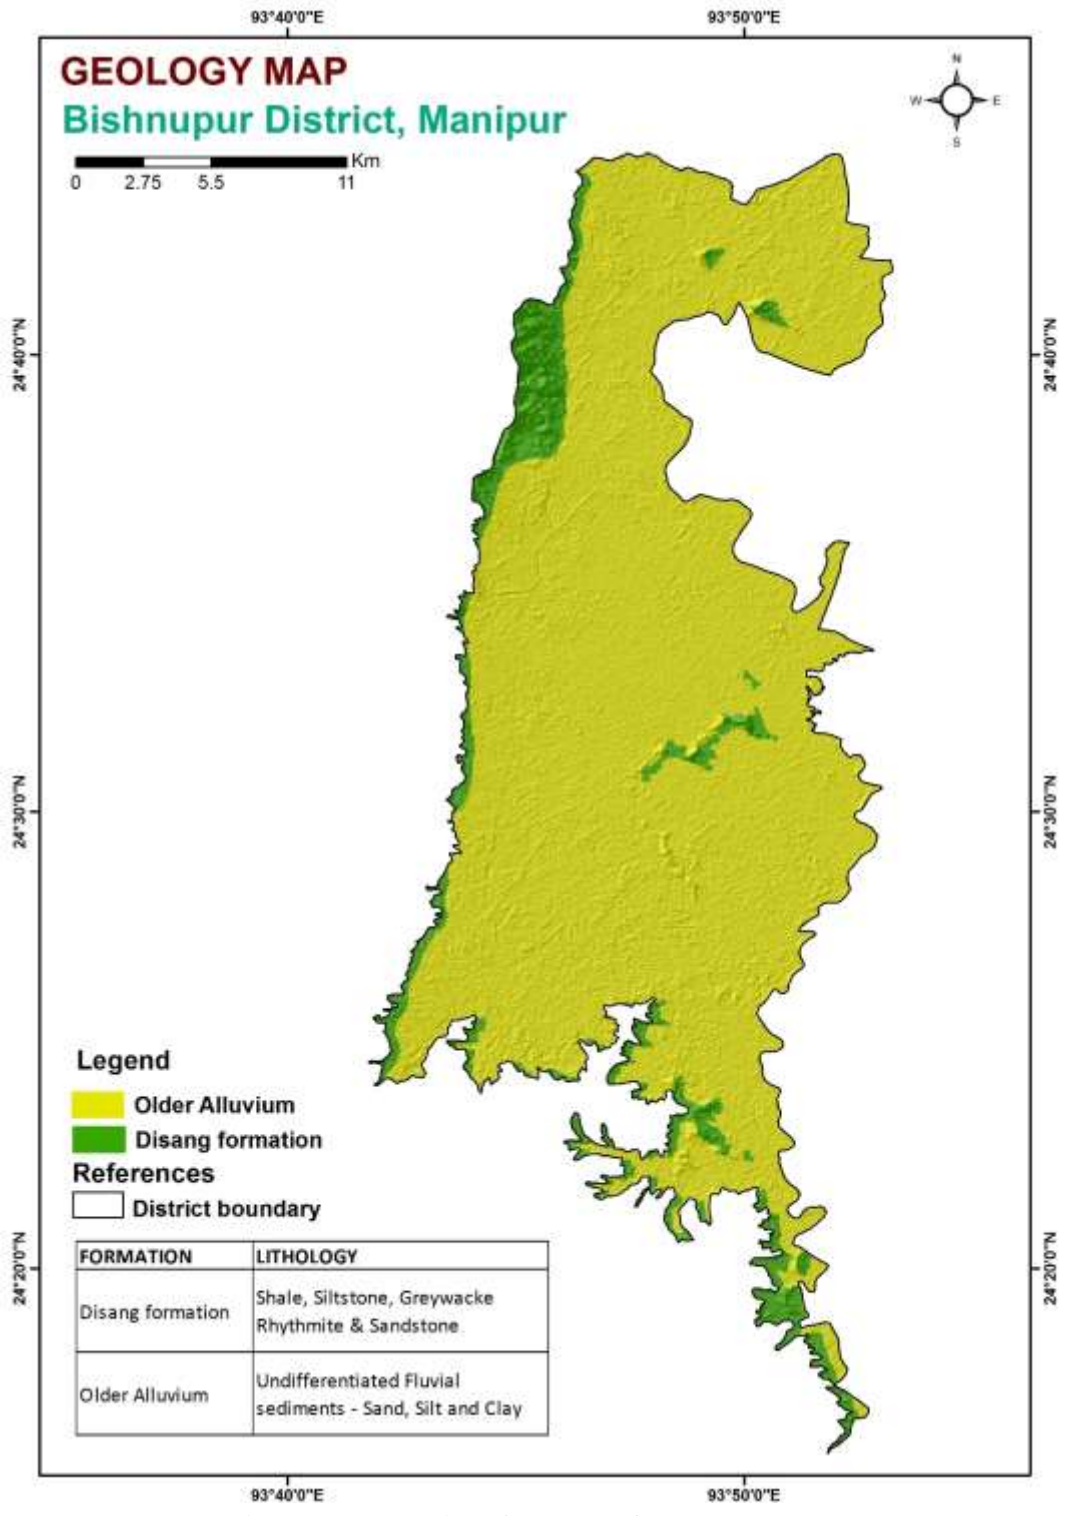 93°40'0"E 93°50'0"E
GEOLOGY MAP
Bishnupur District, Manipur
N
W E
S
Km
0 2.75 5.5 11
24°40'0"N 24°40'0"N
24°30'0"N 24°30'0"N
Legend
Older Alluvium
Disang formation
References
District boundary
24°20'0"N 24°20'0"N
FORMATION LITHOLOGY
Disang formation Shale, Siltstone, Greywacke
Rhythmite & Sandstone
Older Alluvium Undifferentiated Fluvial
sediments - Sand, Silt and Clay
93°40'0"E 93°50'0"E